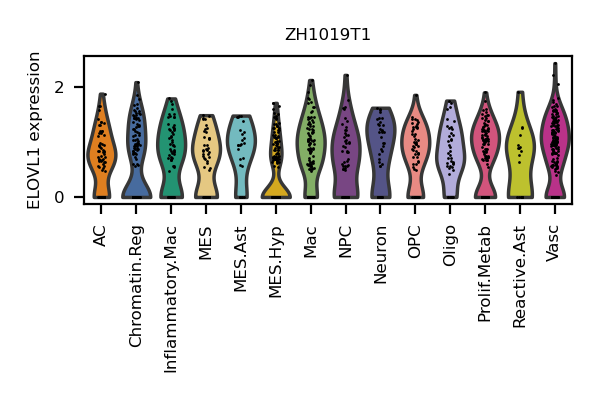 ZH1019T1
ELOVL1 expression
2
0
AC
Chromatin.Reg
Inflammatory.Mac
MES
MES.Ast
MES.Hyp
Mac
NPC
Neuron
OPC
Oligo
Prolif.Metab
Reactive.Ast
Vasc